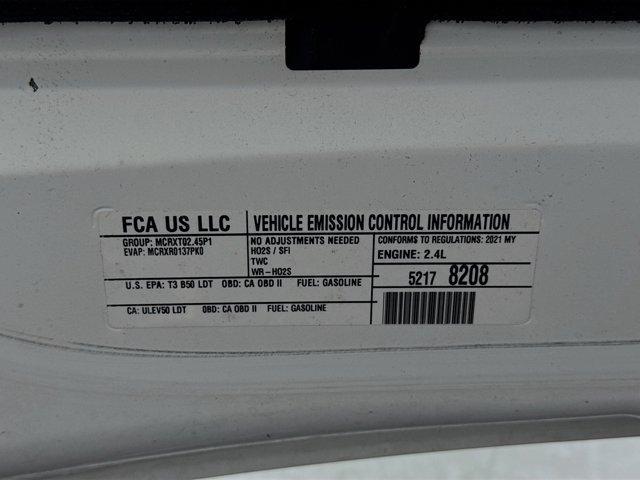 FCA US LLC
VEHICLE EMISSION CONTROL INFORMATION
GROUP: MCRXT02.45P1
EVAP: MCRXR0137PK0
NO ADJUSTMENTS NEEDED
HO2S / SFI
TWC
WR-HO2S
CONFORMS TO REGULATIONS: 2021 MY
ENGINE: 2.4L
U.S. EPA: T3 B50 LDT OBD: CA OBD II FUEL: GASOLINE
5217 8208
CA: ULEV50 LDT OBD: CA OBD II FUEL: GASOLINE